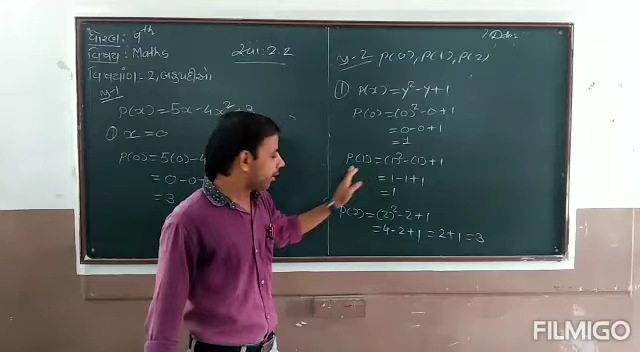 ધોરણ: 9th
વિષય: Maths
સ્વા: 2.2
વિભાગ: 2, બહુપદીઓ
પ્ર-1
P(x) = 5x - 4x² + 3
① x = 0
P(0) = 5(0) - 4
= 0 - 0 +
= 3
પ્ર-2 P(0), P(1), P(2)
① P(x) = y² - y + 1
P(0) = (0)² - 0 + 1
= 0 - 0 + 1
= 1
P(1) = (1)² - (1) + 1
= 1 - 1 + 1
= 1
P(2) = (2)² - 2 + 1
= 4 - 2 + 1 = 2 + 1 = 3
FILMIGO